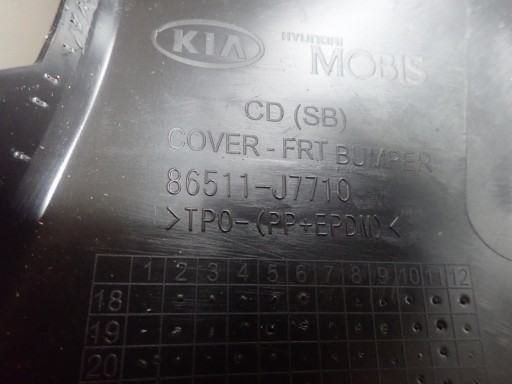 KIA HYUNDAI MOBIS
CD (SB)
COVER - FRT BUMPER
86511-J7710
>TPO-(PP+EPDM)<
1 2 3 4 5 6 7 8 9 10 11 12
18
19
20